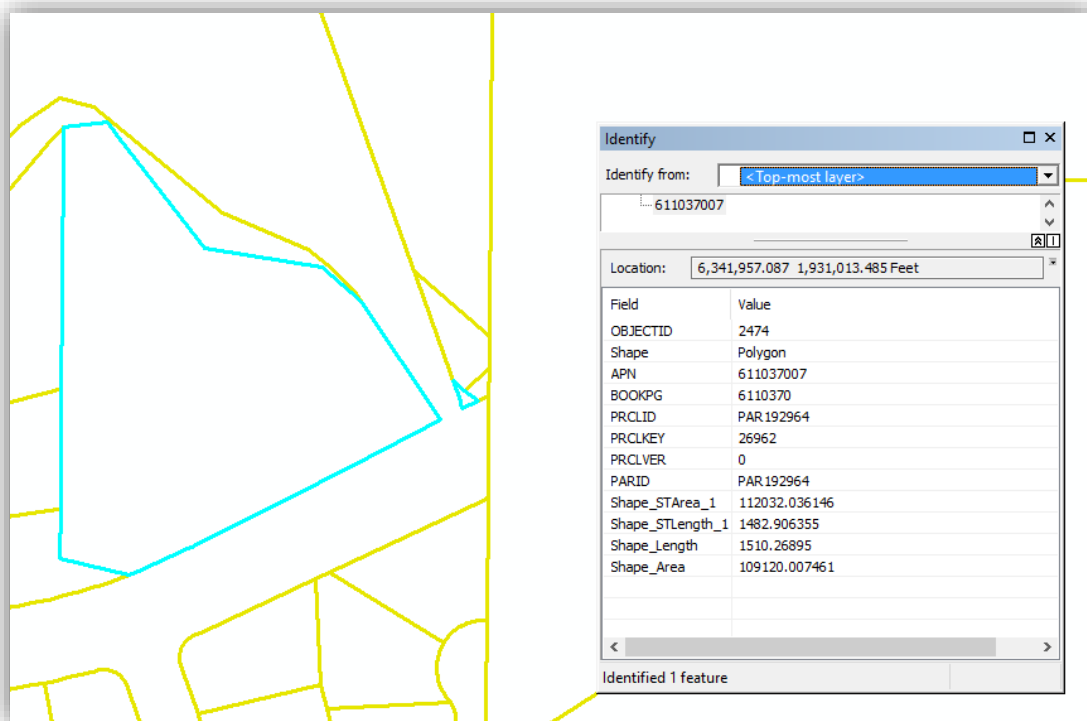 Identify
Identify from: <Top-most layer>
611037007
Location: 6,341,957.087 1,931,013.485 Feet
Field Value
OBJECTID 2474
Shape Polygon
APN 611037007
BOOKPG 6110370
PRCLID PAR192964
PRCLKEY 26962
PRCLVER 0
PARID PAR192964
Shape_STArea_1 112032.036146
Shape_STLength_1 1482.906355
Shape_Length 1510.26895
Shape_Area 109120.007461
Identified 1 feature